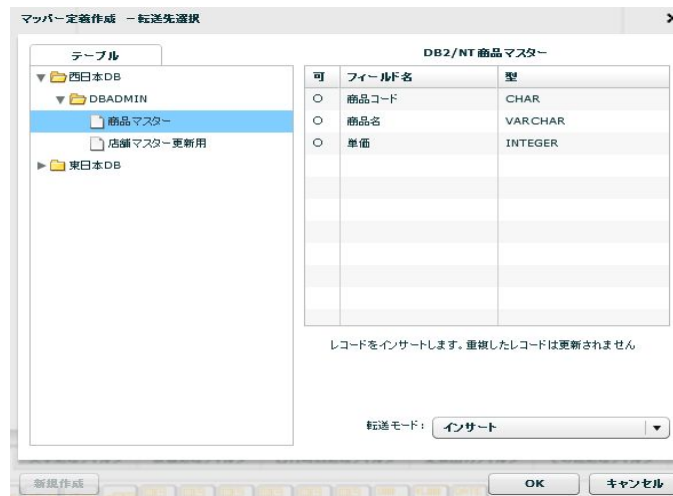 マッパー定義作成 －転送先選択
テーブル
西日本DB
DBADMIN
商品マスター
店舗マスター更新用
東日本DB
DB2/NT 商品マスター
可 フィールド名 型
○ 商品コード CHAR
○ 商品名 VARCHAR
○ 単価 INTEGER
レコードをインサートします。重複したレコードは更新されません
転送モード： インサート
新規作成
OK
キャンセル